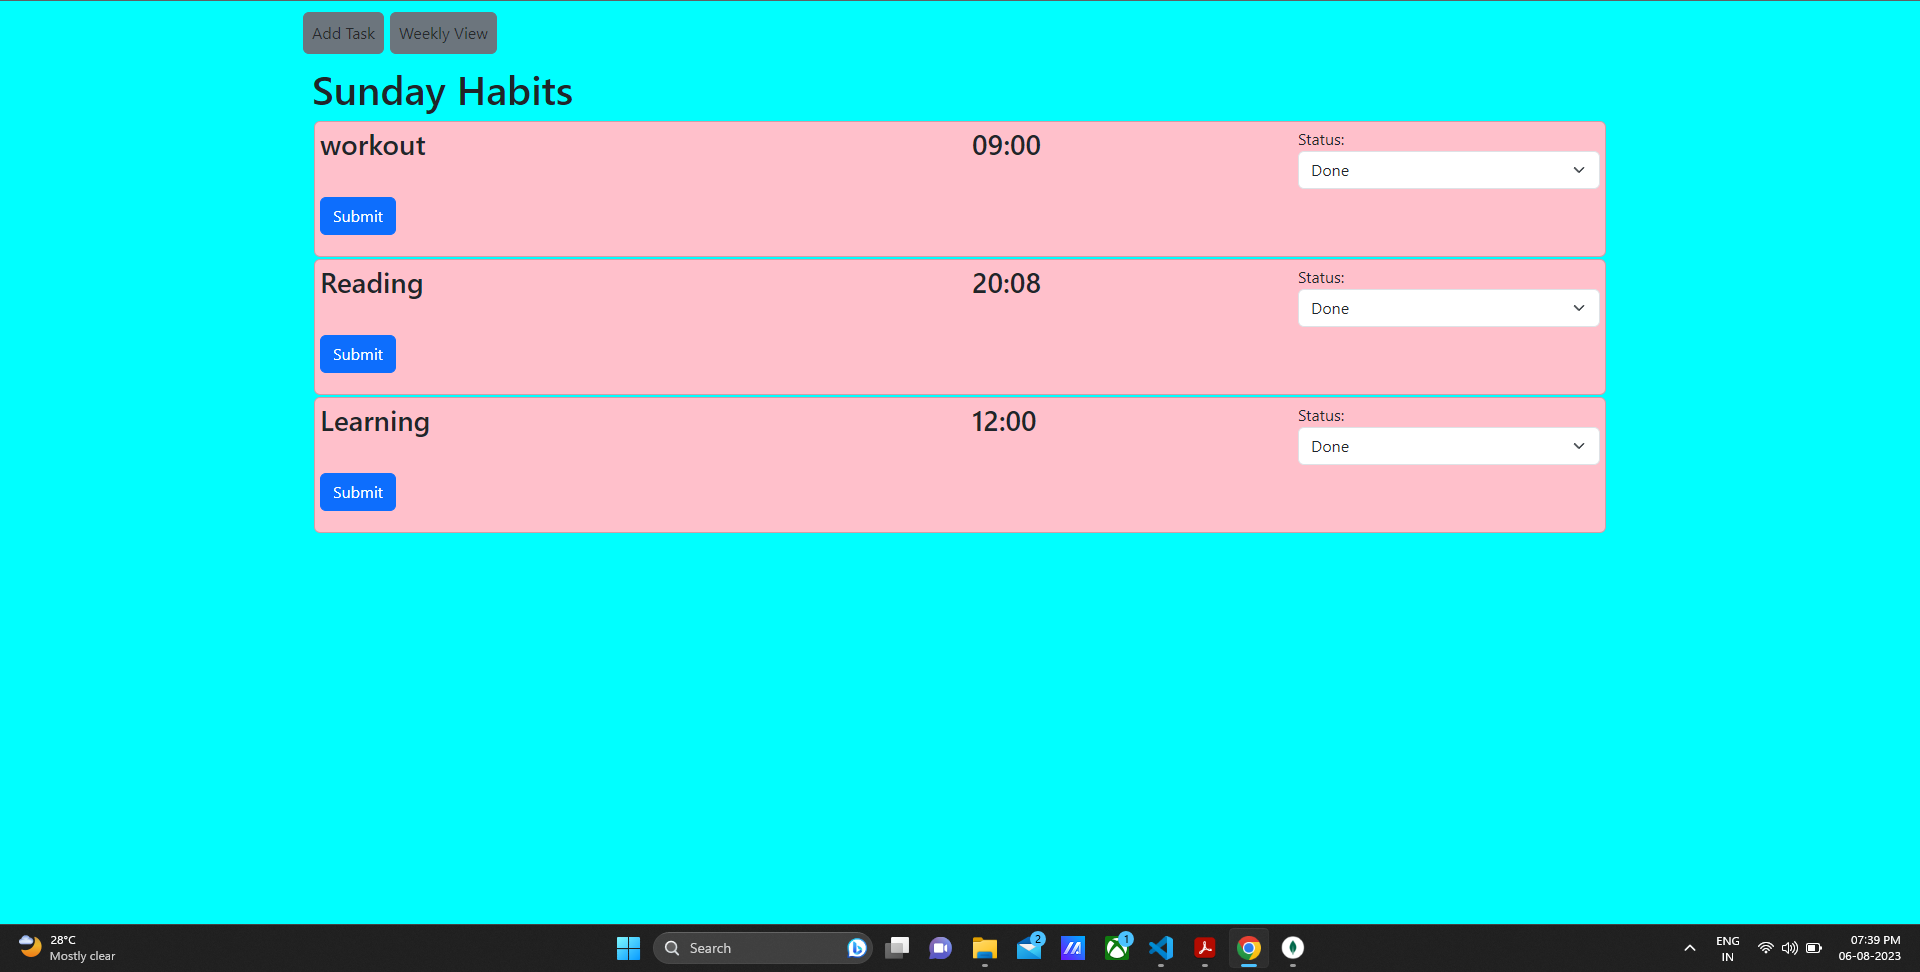 Add Task Weekly View
Sunday Habits
workout 09:00 Status:
Done
Submit
Reading 20:08 Status:
Done
Submit
Learning 12:00 Status:
Done
Submit
28°C
Mostly clear
Search
2
1
ENG
IN
07:39 PM
06-08-2023